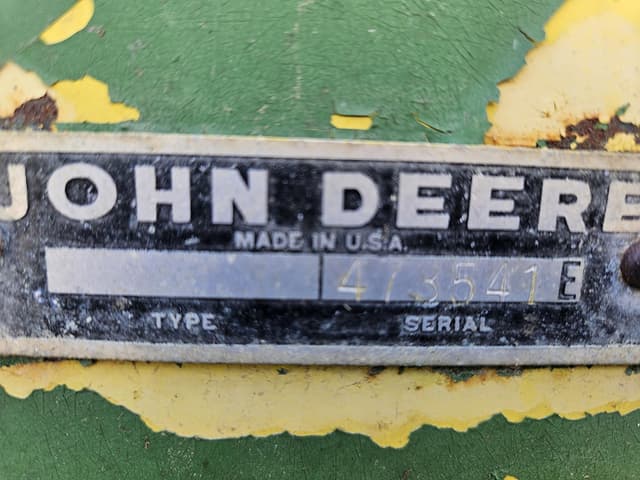 JOHN DEERE
MADE IN U.S.A.
473541 E
TYPE SERIAL